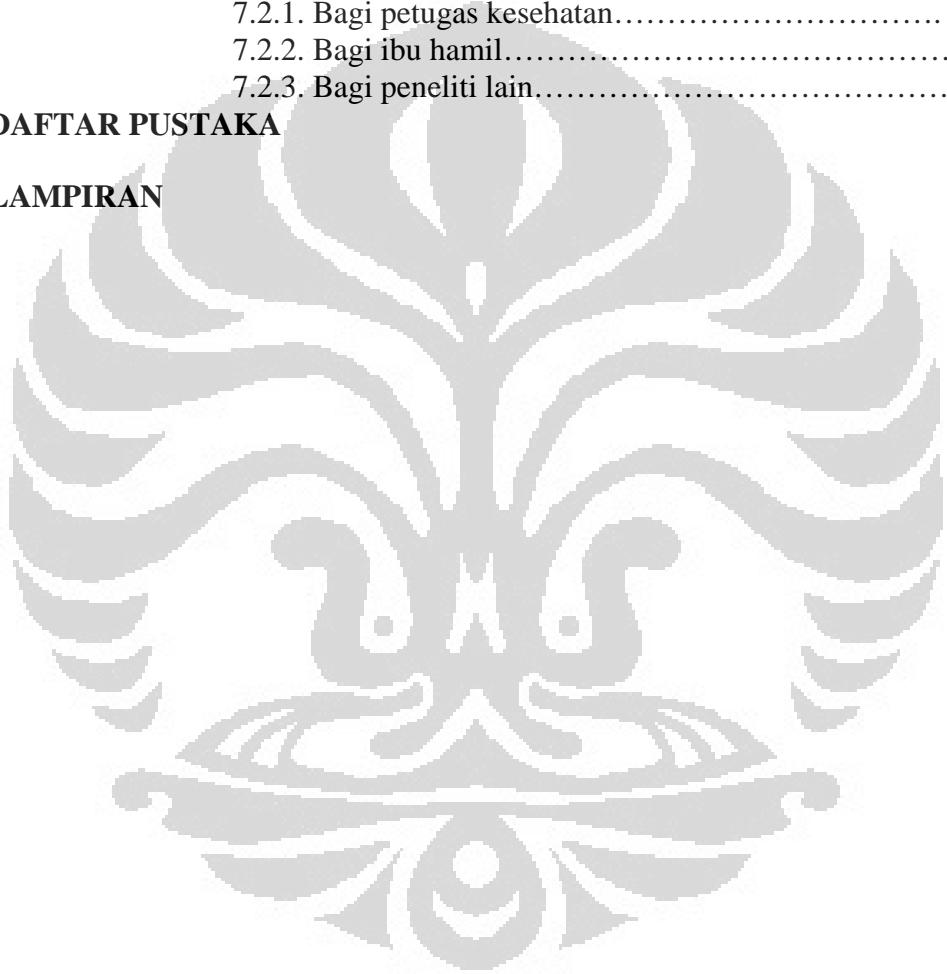 7.2.1. Bagi petugas kesehatan………………………….
7.2.2. Bagi ibu hamil……………………………………
7.2.3. Bagi peneliti lain…………………………………
DAFTAR PUSTAKA
LAMPIRAN